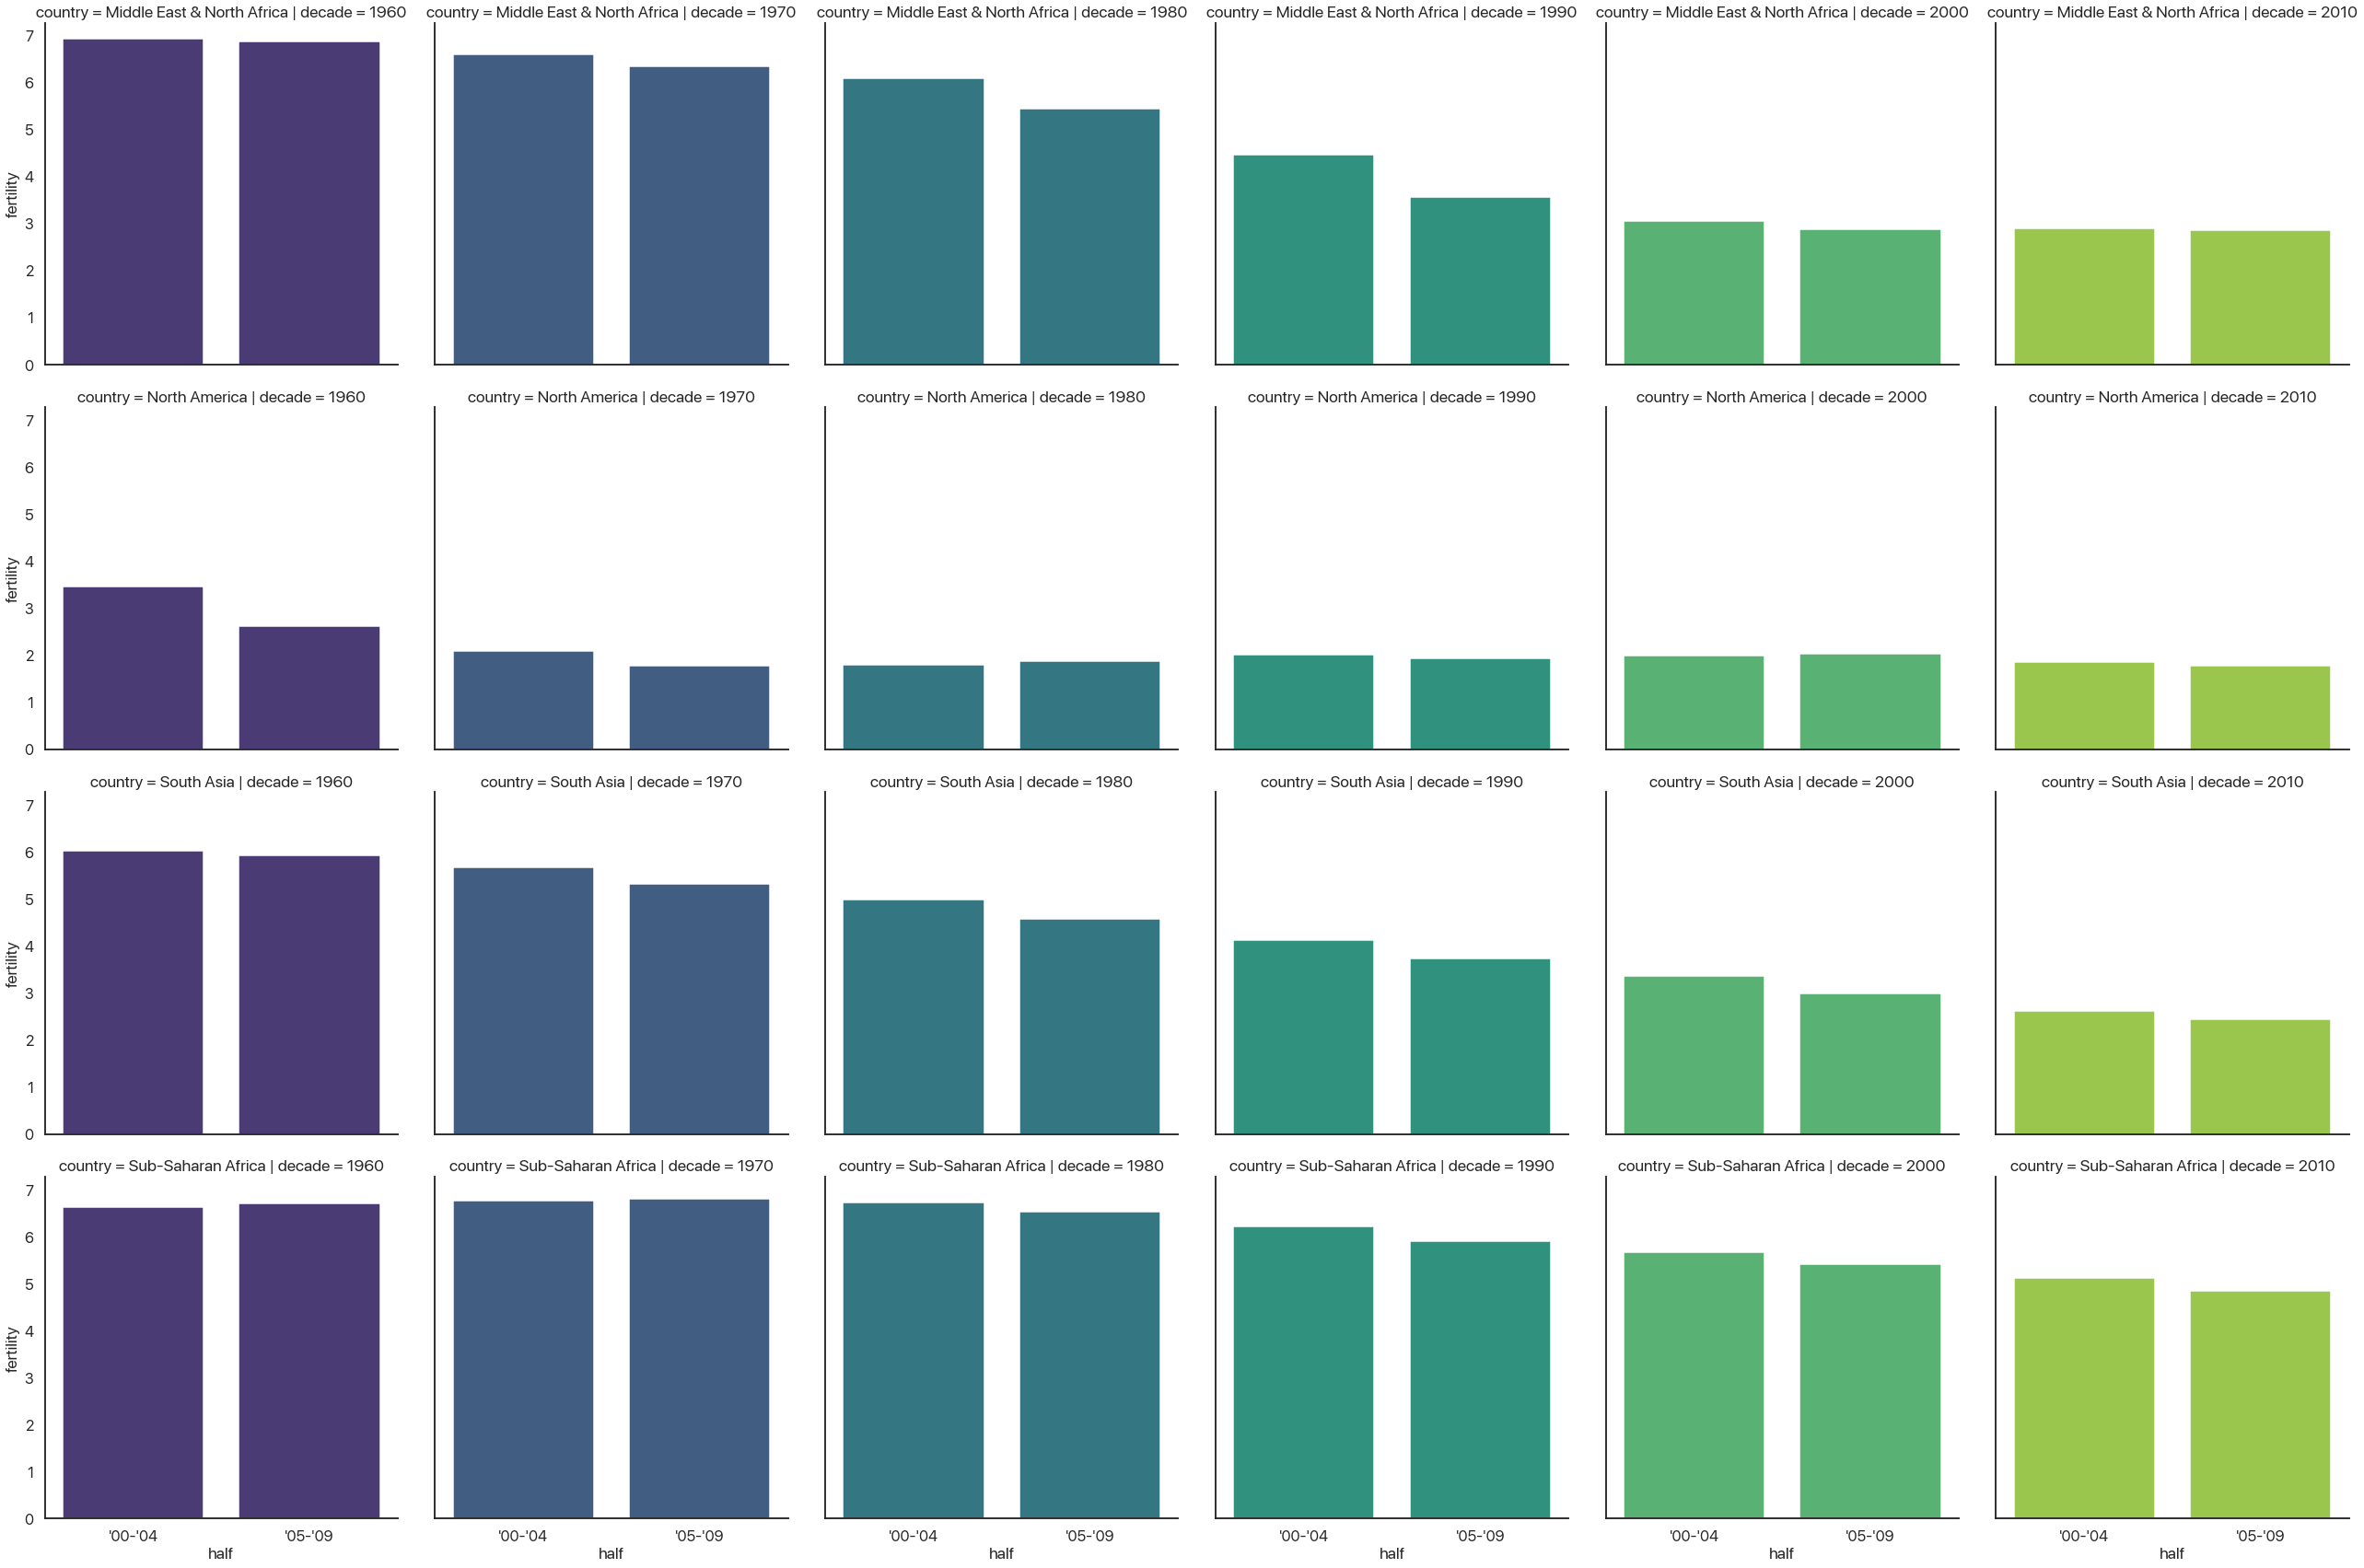 country = Middle East & North Africa | decade = 1960
country = Middle East & North Africa | decade = 1970
country = Middle East & North Africa | decade = 1980
country = Middle East & North Africa | decade = 1990
country = Middle East & North Africa | decade = 2000
country = Middle East & North Africa | decade = 2010
7
6
5
4
3
2
1
0
fertility
country = North America | decade = 1960
country = North America | decade = 1970
country = North America | decade = 1980
country = North America | decade = 1990
country = North America | decade = 2000
country = North America | decade = 2010
7
6
5
4
3
2
1
0
fertility
country = South Asia | decade = 1960
country = South Asia | decade = 1970
country = South Asia | decade = 1980
country = South Asia | decade = 1990
country = South Asia | decade = 2000
country = South Asia | decade = 2010
7
6
5
4
3
2
1
0
fertility
country = Sub-Saharan Africa | decade = 1960
country = Sub-Saharan Africa | decade = 1970
country = Sub-Saharan Africa | decade = 1980
country = Sub-Saharan Africa | decade = 1990
country = Sub-Saharan Africa | decade = 2000
country = Sub-Saharan Africa | decade = 2010
7
6
5
4
3
2
1
0
fertility
'00-'04 '05-'09
half
'00-'04 '05-'09
half
'00-'04 '05-'09
half
'00-'04 '05-'09
half
'00-'04 '05-'09
half
'00-'04 '05-'09
half